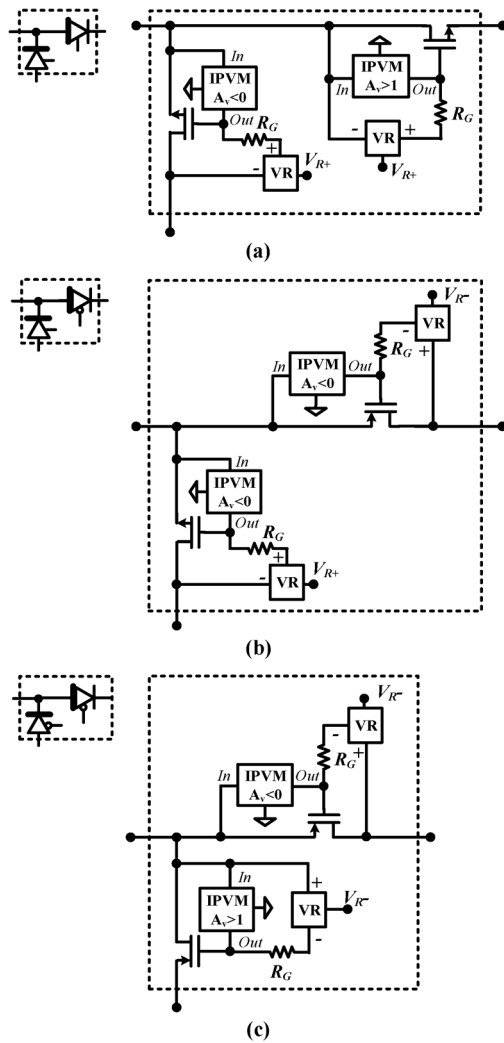 In
IPVM
Av<0
Out
RG
+
-
VR
VR+
In
IPVM
Av>1
Out
RG
-
VR
+
VR+
(a)
VR-
-
VR
+
RG
In
IPVM
Av<0
Out
In
IPVM
Av<0
Out
RG
+
-
VR
VR+
(b)
VR-
-
VR
+
RG
In
IPVM
Av<0
Out
In
IPVM
Av>1
Out
RG
+
VR
-
VR-
(c)